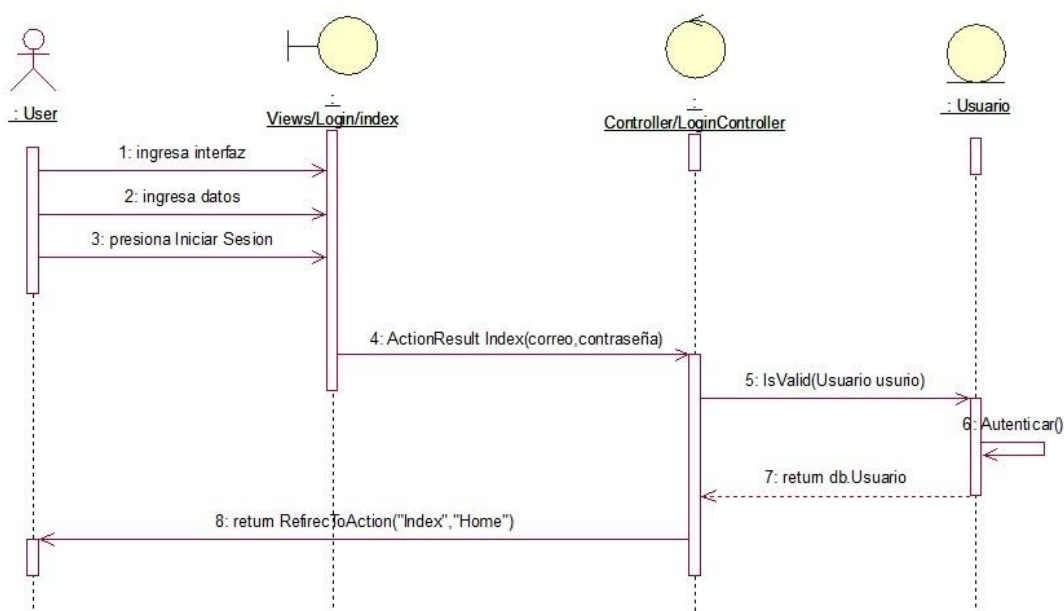 : User
:
Views/Login/index
:
Controller/LoginController
: Usuario
1: ingresa interfaz
2: ingresa datos
3: presiona Iniciar Sesion
4: ActionResult Index(correo,contraseña)
5: IsValid(Usuario usurio)
6: Autenticar()
7: return db.Usuario
8: return RefirecToAction("Index","Home")